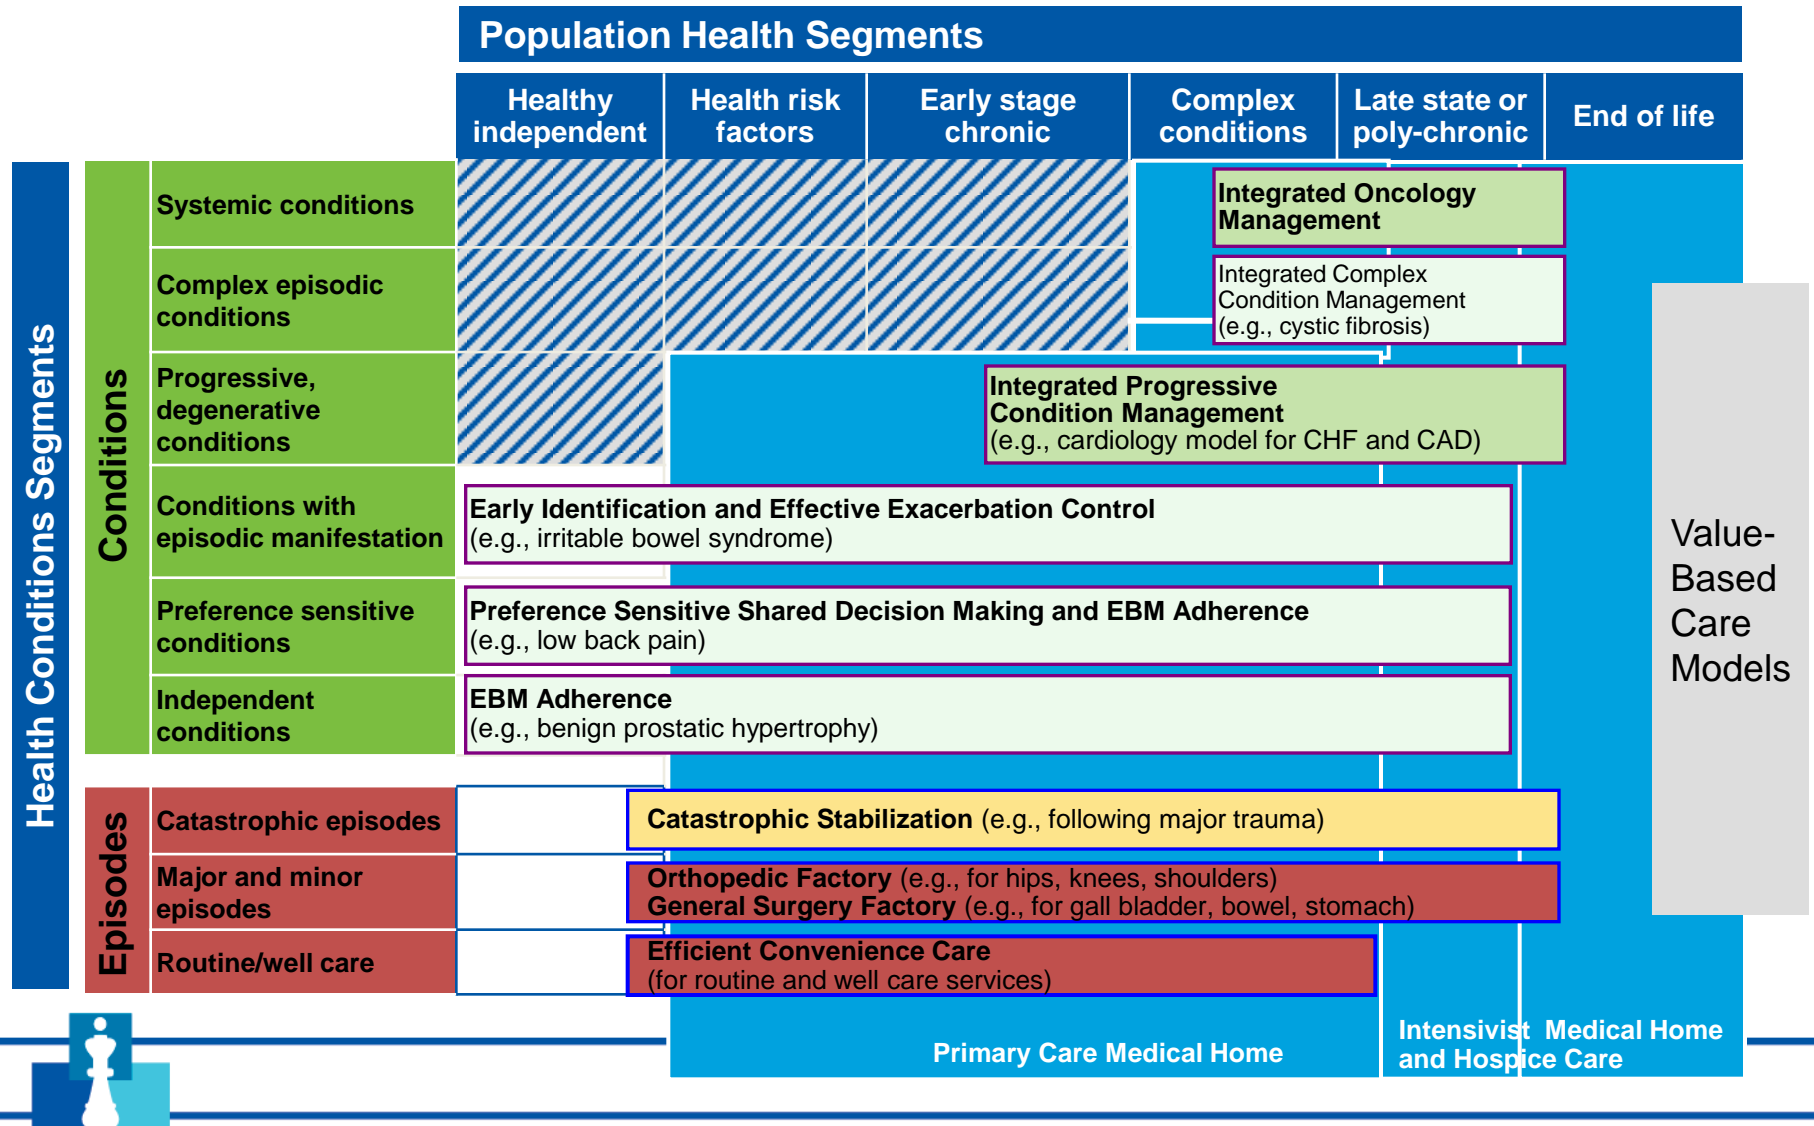 Population Health Segments
Healthy
independent
Health risk
factors
Early stage
chronic
Complex
conditions
Late state or
poly-chronic
End of life
Health Conditions Segments
Conditions
Systemic conditions
Integrated Oncology
Management
Complex episodic
conditions
Integrated Complex
Condition Management
(e.g., cystic fibrosis)
Progressive,
degenerative
conditions
Integrated Progressive
Condition Management
(e.g., cardiology model for CHF and CAD)
Conditions with
episodic manifestation
Early Identification and Effective Exacerbation Control
(e.g., irritable bowel syndrome)
Preference sensitive
conditions
Preference Sensitive Shared Decision Making and EBM Adherence
(e.g., low back pain)
Independent
conditions
EBM Adherence
(e.g., benign prostatic hypertrophy)
Value-
Based
Care
Models
Episodes
Catastrophic episodes
Catastrophic Stabilization (e.g., following major trauma)
Major and minor
episodes
Orthopedic Factory (e.g., for hips, knees, shoulders)
General Surgery Factory (e.g., for gall bladder, bowel, stomach)
Routine/well care
Efficient Convenience Care
(for routine and well care services)
Primary Care Medical Home
Intensivist Medical Home
and Hospice Care